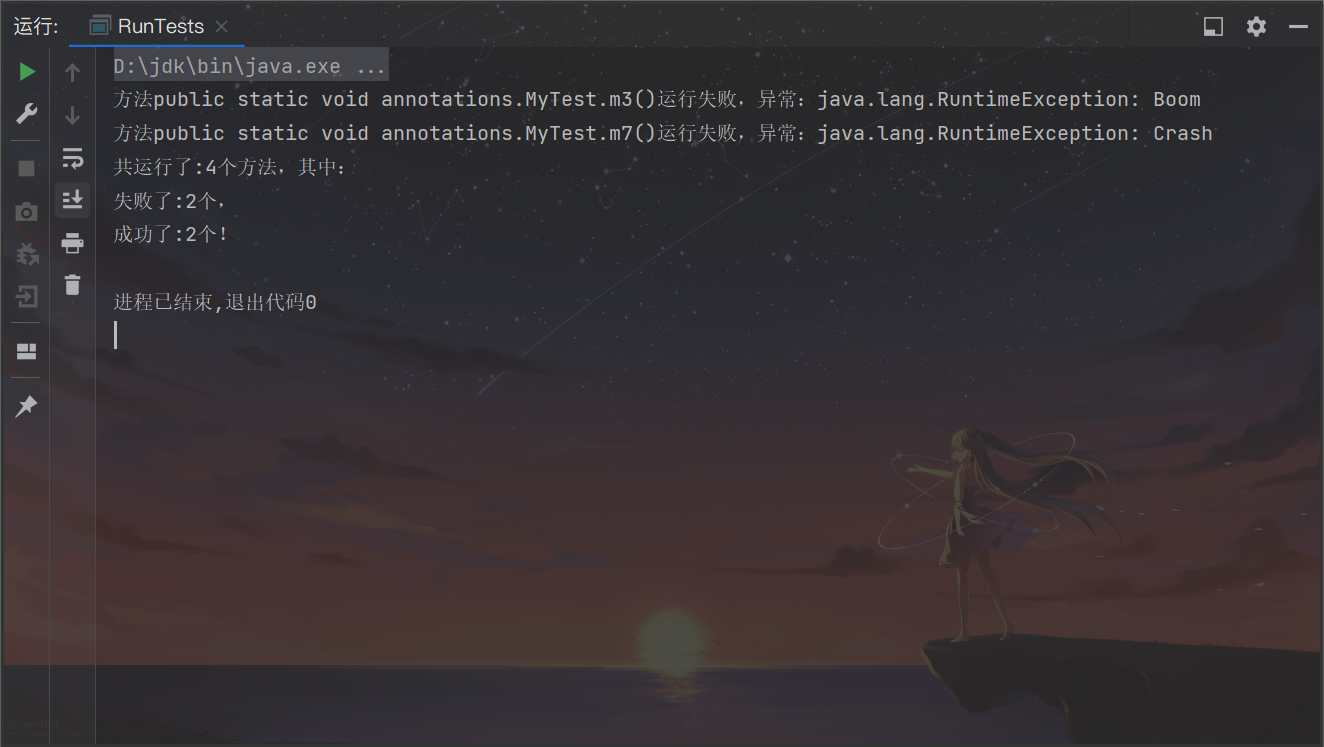 运行: RunTests
D:\jdk\bin\java.exe ...
方法public static void annotations.MyTest.m3()运行失败，异常：java.lang.RuntimeException: Boom
方法public static void annotations.MyTest.m7()运行失败，异常：java.lang.RuntimeException: Crash
共运行了:4个方法，其中：
失败了:2个，
成功了:2个！
进程已结束,退出代码0